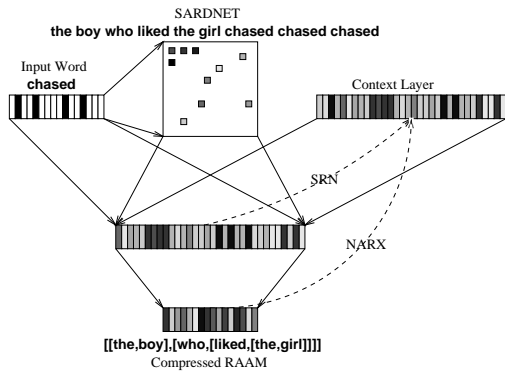 SARDNET
the boy who liked the girl chased chased chased
Input Word
chased
Context Layer
SRN
NARX
[[the,boy],[who,[liked,[the,girl]]]]
Compressed RAAM